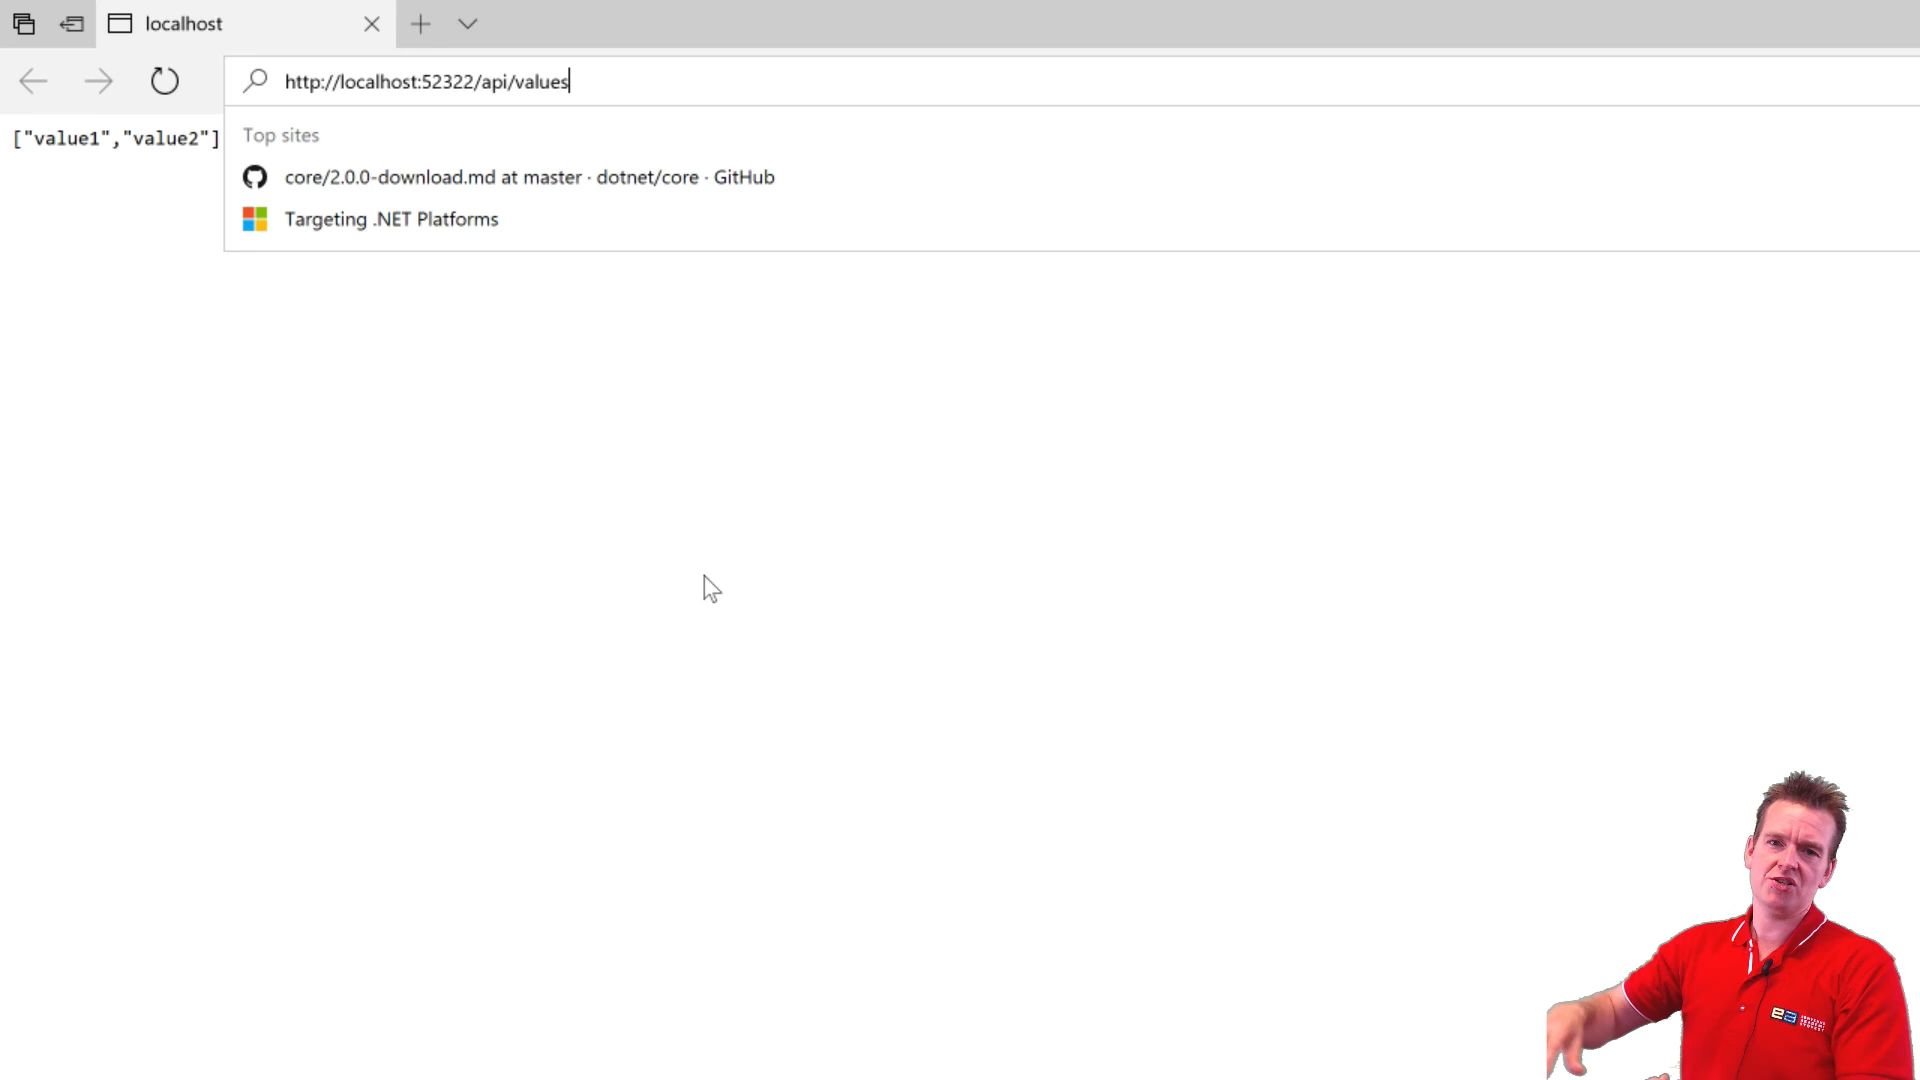 localhost
http://localhost:52322/api/values
["value1","value2"]
Top sites
core/2.0.0-download.md at master · dotnet/core · GitHub
Targeting .NET Platforms